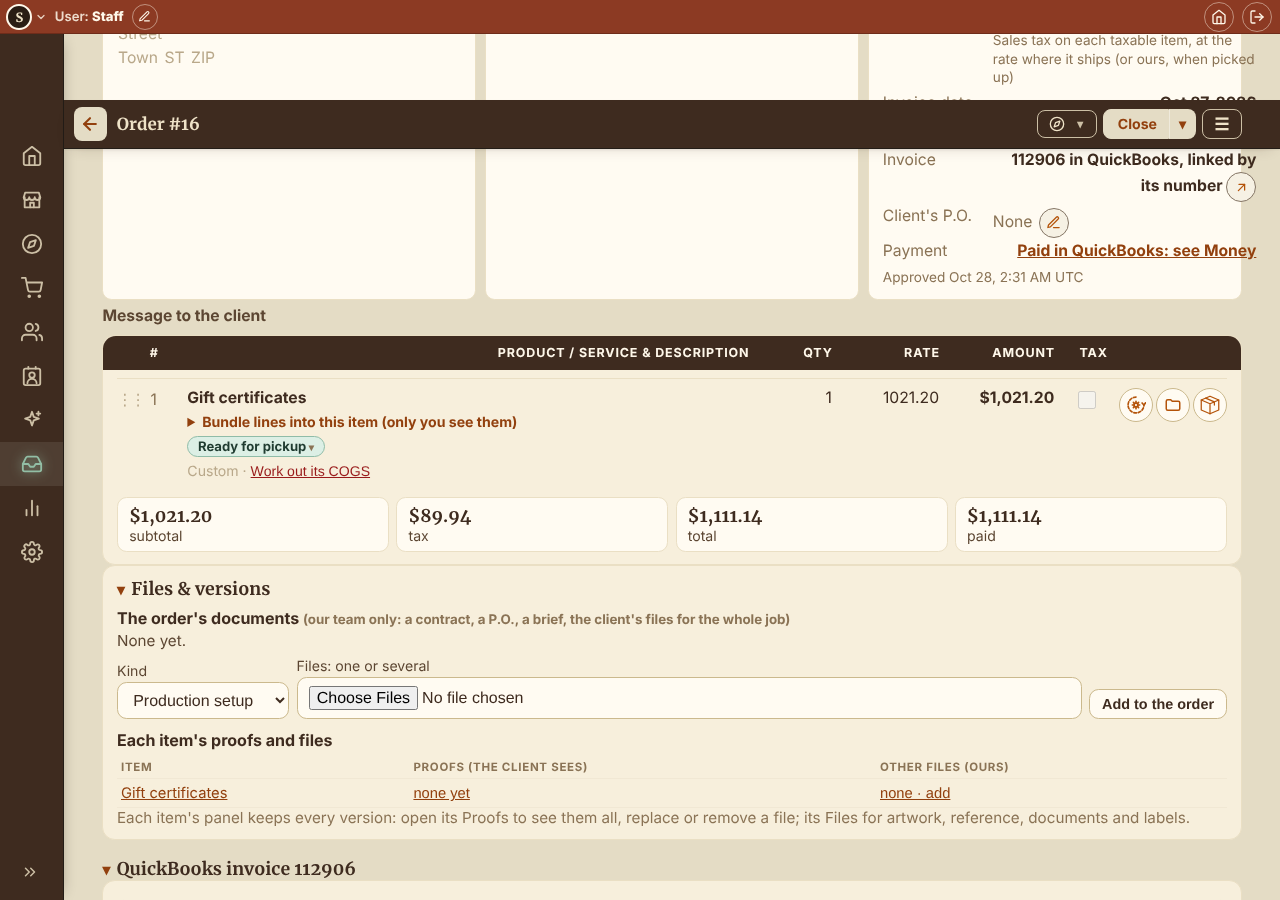 S
User: Staff
Street
Town ST ZIP
Sales tax on each taxable item, at the
rate where it ships (or ours, when picked
up)
Invoice date
Oct 27, 2026
Order #16
Close
Invoice
112906 in QuickBooks, linked by
its number
Client's P.O.
None
Payment
Paid in QuickBooks: see Money
Approved Oct 28, 2:31 AM UTC
Message to the client
# PRODUCT / SERVICE & DESCRIPTION QTY RATE AMOUNT TAX
1 Gift certificates 1 1021.20 $1,021.20
Bundle lines into this item (only you see them)
Ready for pickup
Custom · Work out its COGS
$1,021.20 $89.94 $1,111.14 $1,111.14
subtotal tax total paid
Files & versions
The order's documents (our team only: a contract, a P.O., a brief, the client's files for the whole job)
None yet.
Kind
Files: one or several
Production setup
Choose Files No file chosen
Add to the order
Each item's proofs and files
ITEM PROOFS (THE CLIENT SEES) OTHER FILES (OURS)
Gift certificates none yet none · add
Each item's panel keeps every version: open its Proofs to see them all, replace or remove a file; its Files for artwork, reference, documents and labels.
QuickBooks invoice 112906